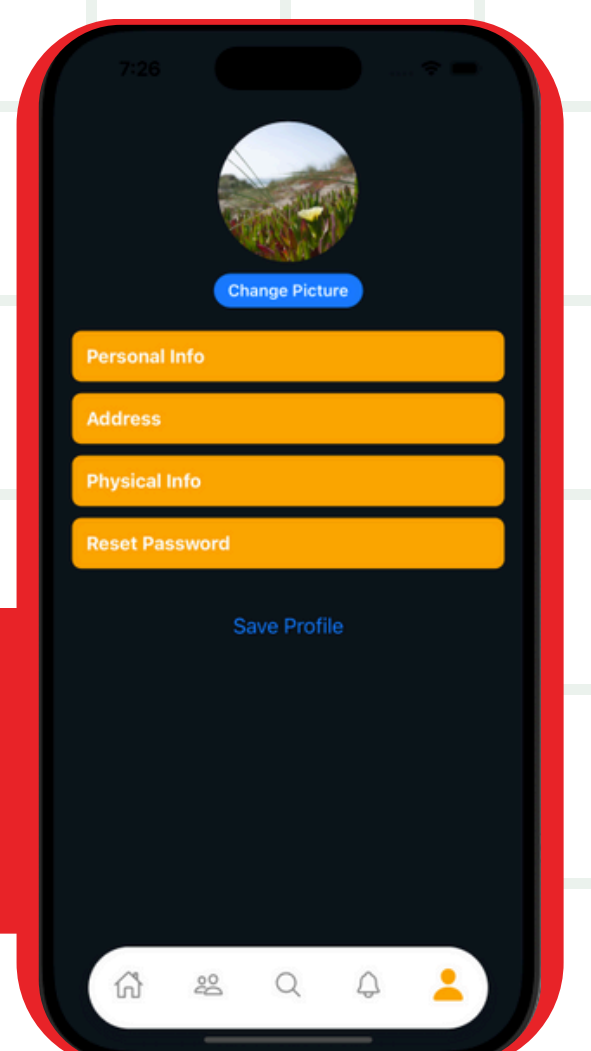 7:26
Change Picture
Personal Info
Address
Physical Info
Reset Password
Save Profile